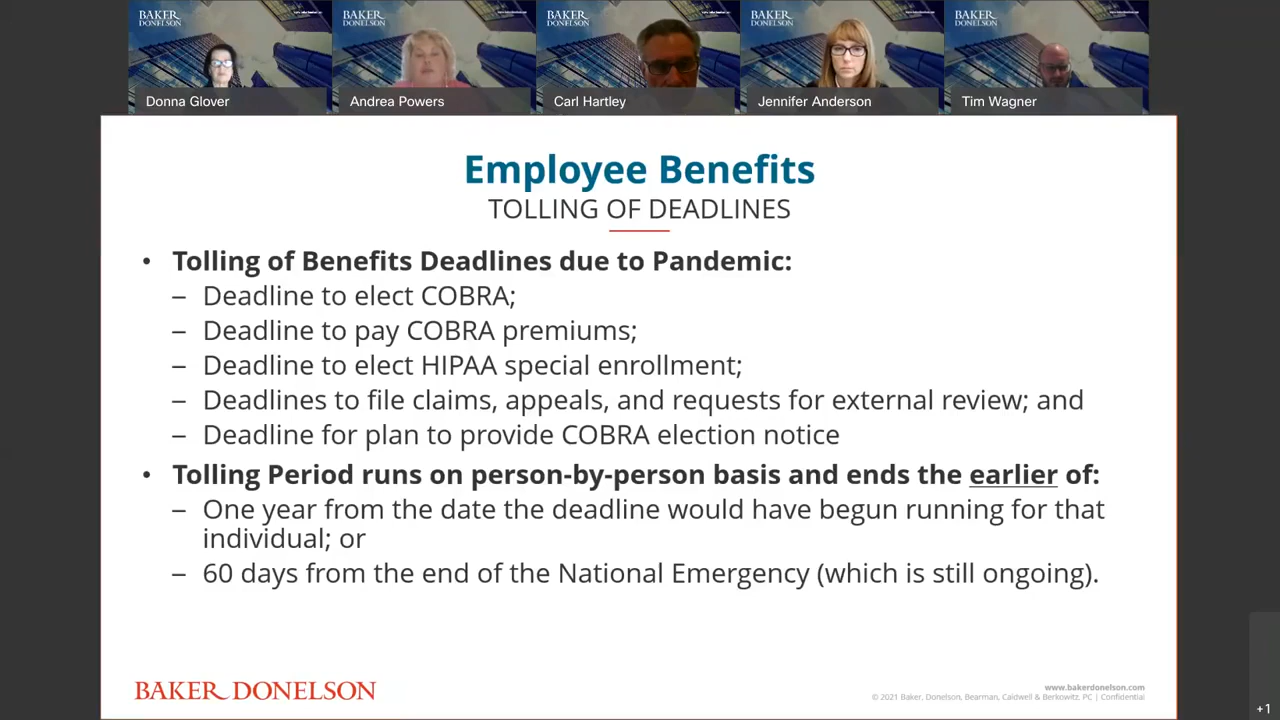 BAKER DONELSON
BAKER DONELSON
BAKER DONELSON
BAKER DONELSON
BAKER DONELSON
Donna Glover
Andrea Powers
Carl Hartley
Jennifer Anderson
Tim Wagner
Employee Benefits
TOLLING OF DEADLINES
• Tolling of Benefits Deadlines due to Pandemic:
– Deadline to elect COBRA;
– Deadline to pay COBRA premiums;
– Deadline to elect HIPAA special enrollment;
– Deadlines to file claims, appeals, and requests for external review; and
– Deadline for plan to provide COBRA election notice
• Tolling Period runs on person-by-person basis and ends the earlier of:
– One year from the date the deadline would have begun running for that
individual; or
– 60 days from the end of the National Emergency (which is still ongoing).
BAKER DONELSON
www.bakerdonelson.com
© 2021 Baker, Donelson, Bearman, Caldwell & Berkowitz, PC | Confidential
+1